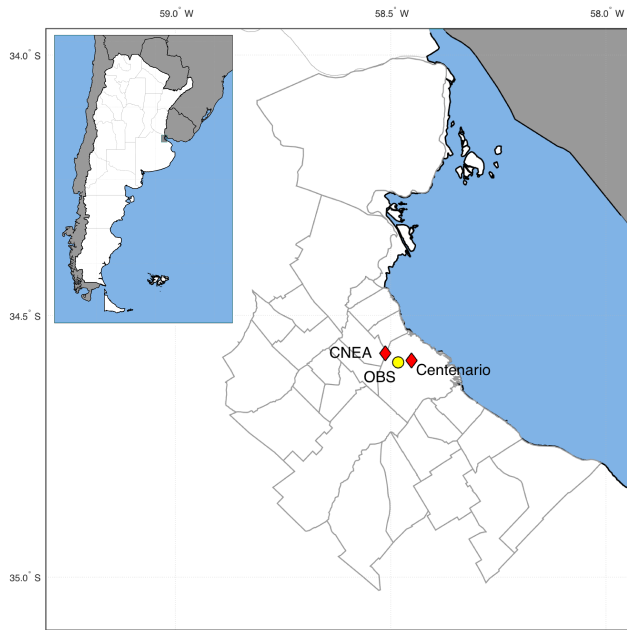 59.0° W
58.5° W
58.0° W
34.0° S
34.5° S
CNEA
OBS
Centenario
35.0° S